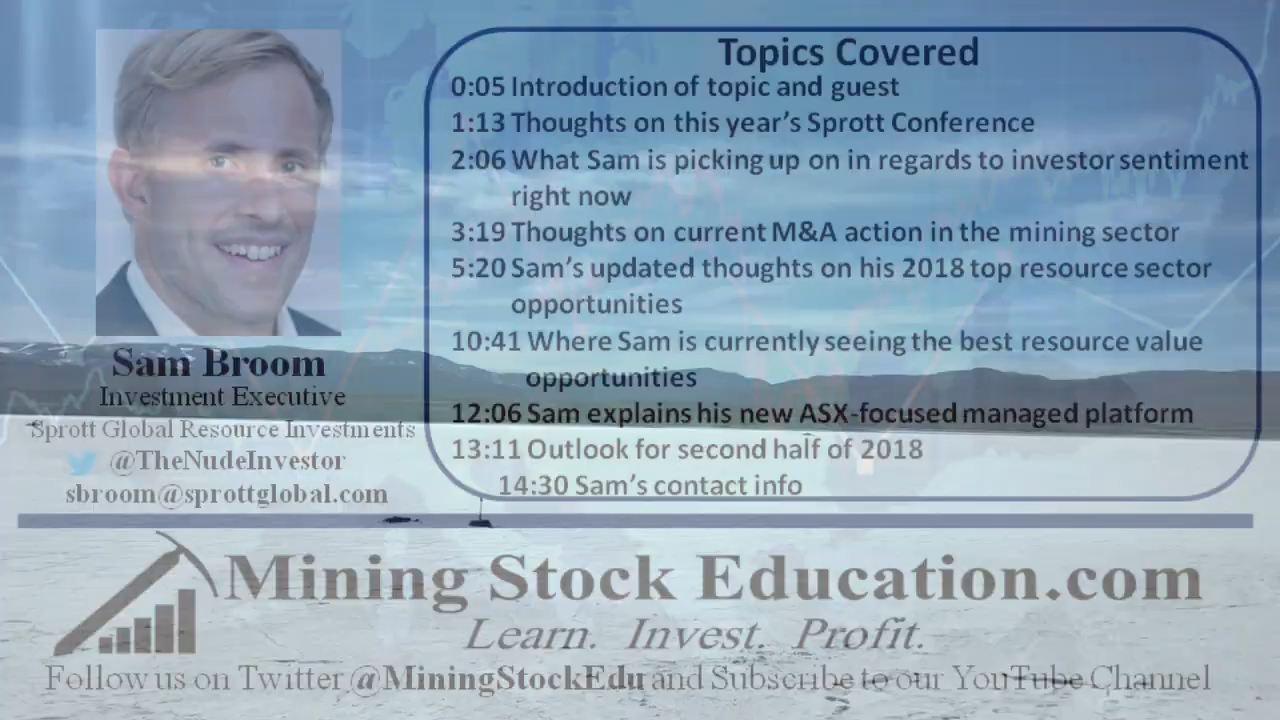 Topics Covered
0:05 Introduction of topic and guest
1:13 Thoughts on this year's Sprott Conference
2:06 What Sam is picking up on in regards to investor sentiment
right now
3:19 Thoughts on current M&A action in the mining sector
5:20 Sam's updated thoughts on his 2018 top resource sector
opportunities
10:41 Where Sam is currently seeing the best resource value
opportunities
12:06 Sam explains his new ASX-focused managed platform
13:11 Outlook for second half of 2018
14:30 Sam's contact info
Sam Broom
Investment Executive
Sprott Global Resource Investments
@TheNudeInvestor
sbroom@sprottglobal.com
Mining Stock Education.com
Learn. Invest. Profit.
Follow us on Twitter @MiningStockEdu and Subscribe to our YouTube Channel